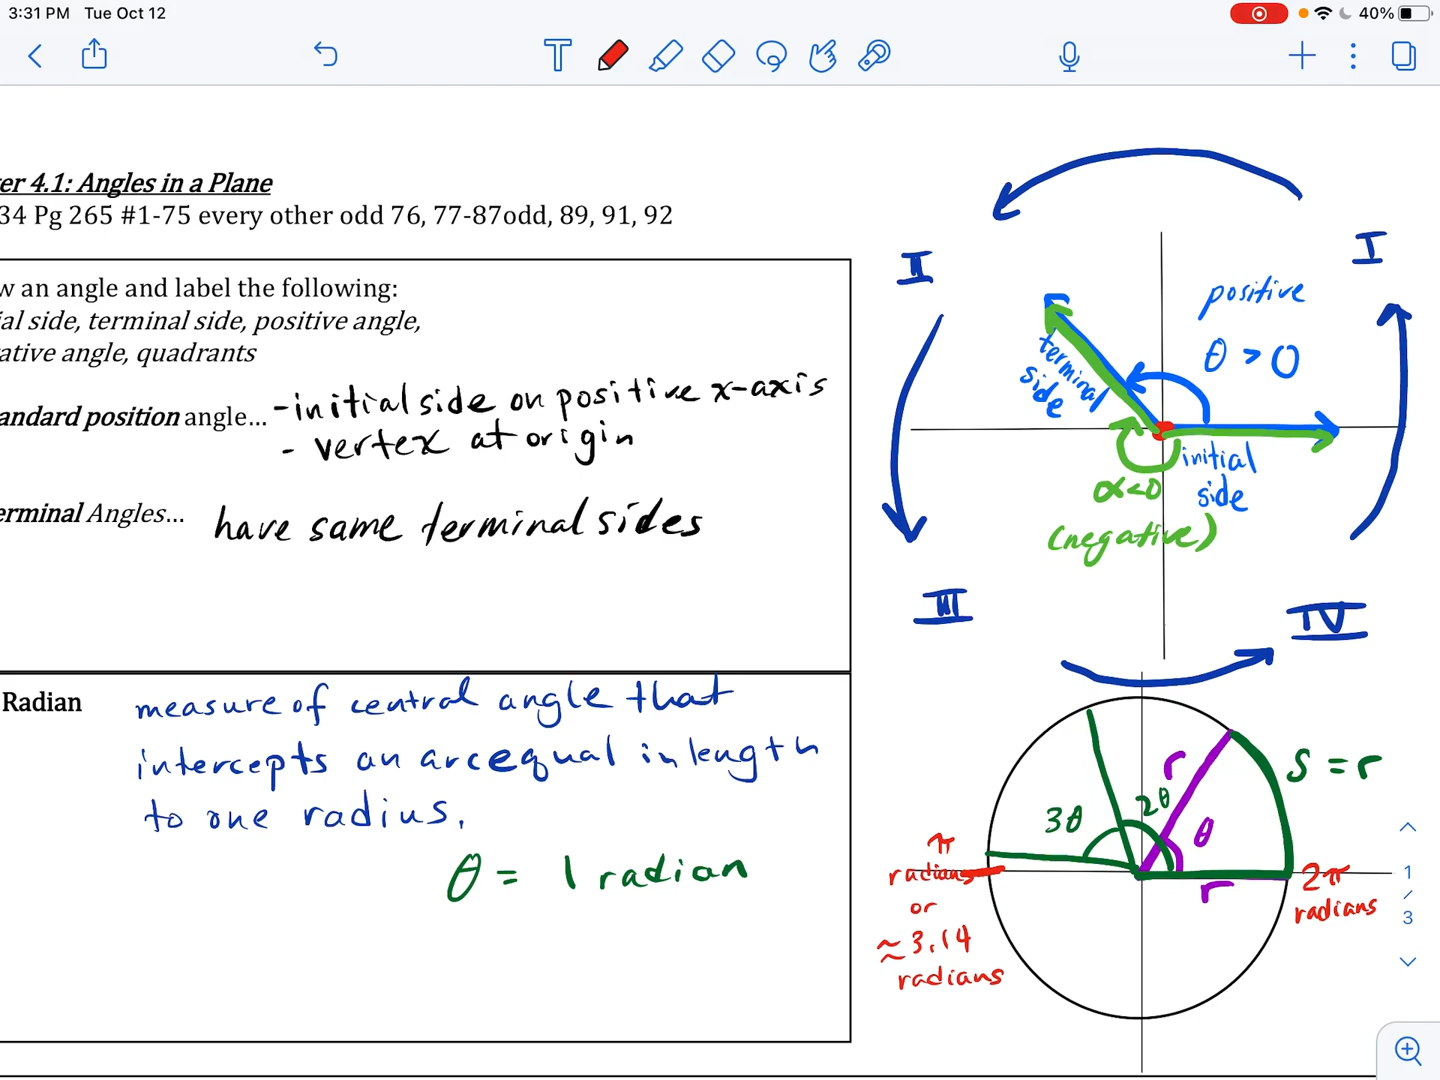 3:31 PM Tue Oct 12
40%
er 4.1: Angles in a Plane
34 Pg 265 #1-75 every other odd 76, 77-87odd, 89, 91, 92
w an angle and label the following:
ial side, terminal side, positive angle,
ative angle, quadrants
andard position angle...
-initial side on positive x-axis
- vertex at origin
erminal Angles...
have same terminal sides
II
I
positive
θ > 0
terminal
side
initial
side
α<0
(negative)
III
IV
Radian
measure of central angle that
intercepts an arc equal in length
to one radius.
θ = 1 radian
r
S = r
2θ
3θ
θ
r
π
radians
or
≈ 3.14
radians
2π
radians
1
/
3